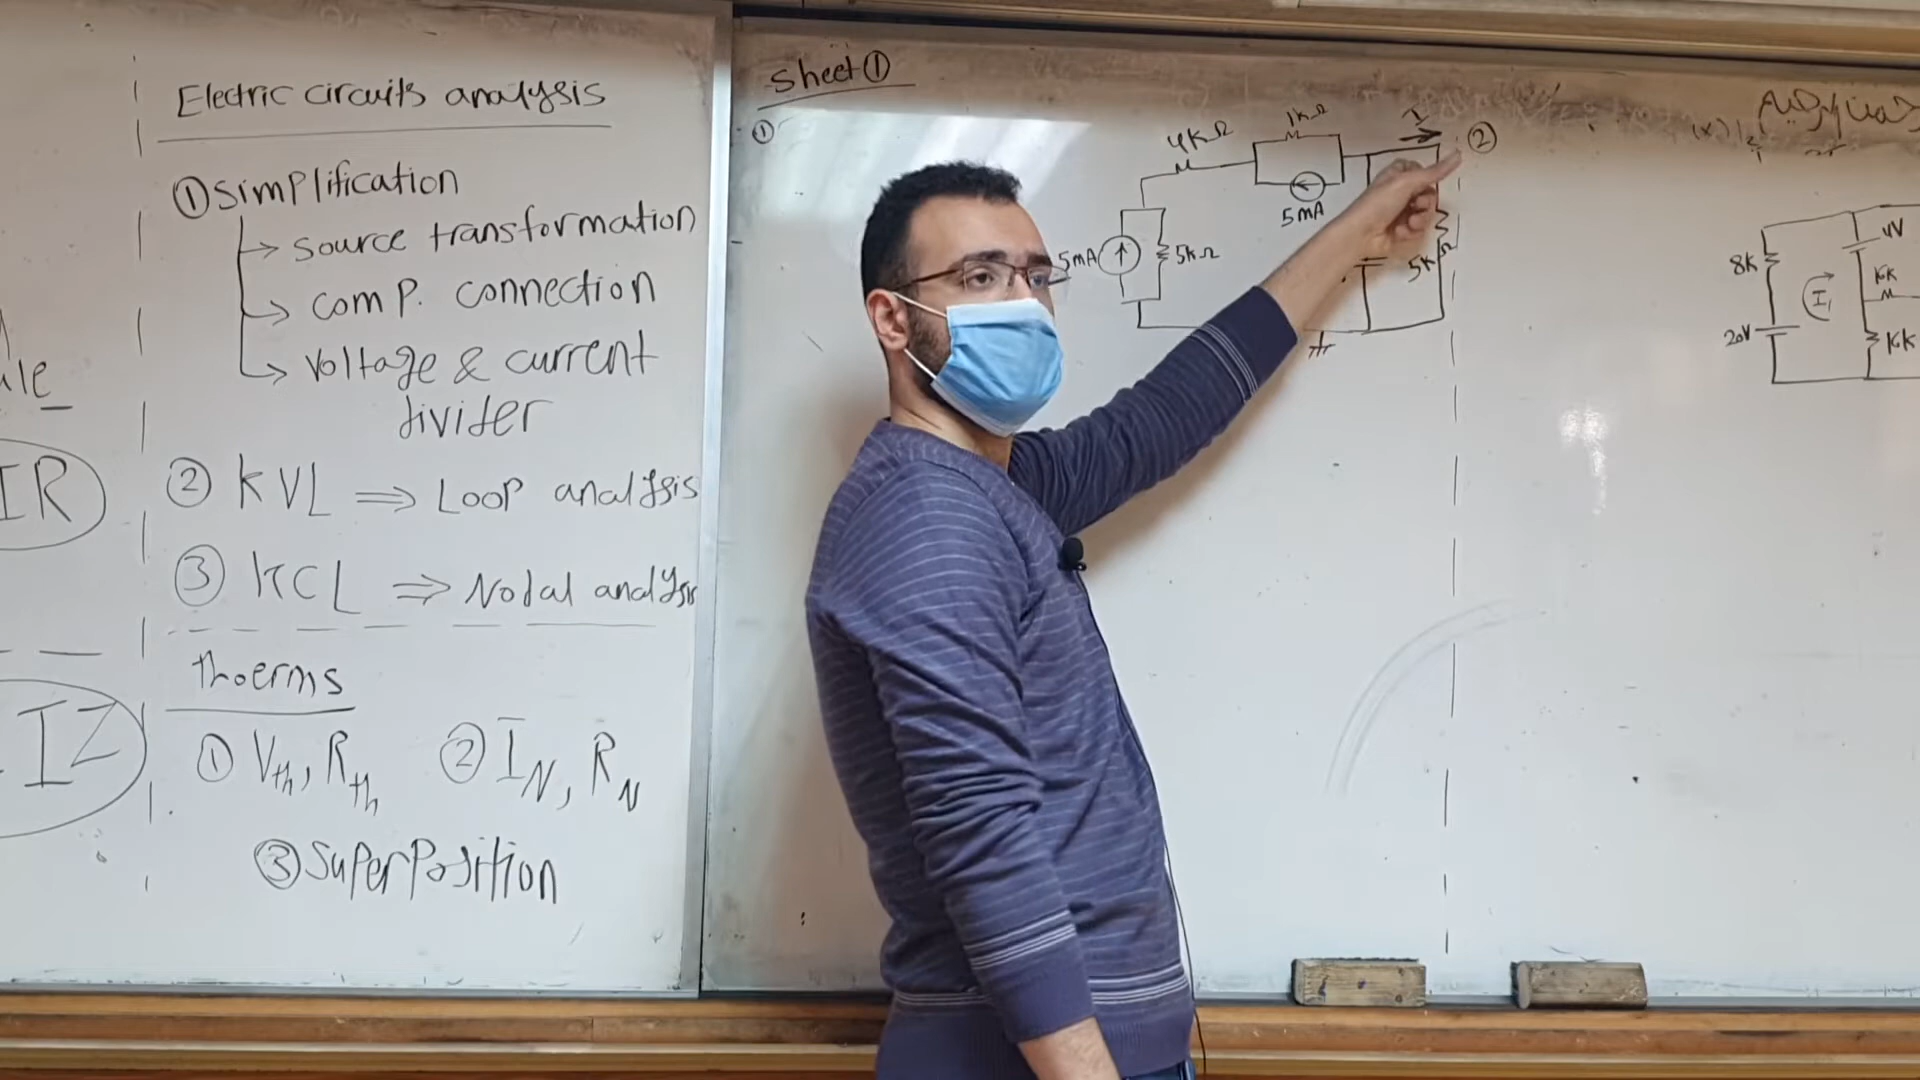 Electric circuits analysis
① Simplification
→ source transformation
→ comp. connection
→ Voltage & current
divider
② KVL ⇒ Loop analysis
③ KCL ⇒ Nodal analysis
thoerms
① Vth, Rth ② IN, RN
③ SuperPosition
IR
IZ
sheet ①
①
4KΩ
1kΩ
I
5mA
5mA
5kΩ
5k
②
8k
20V
I1